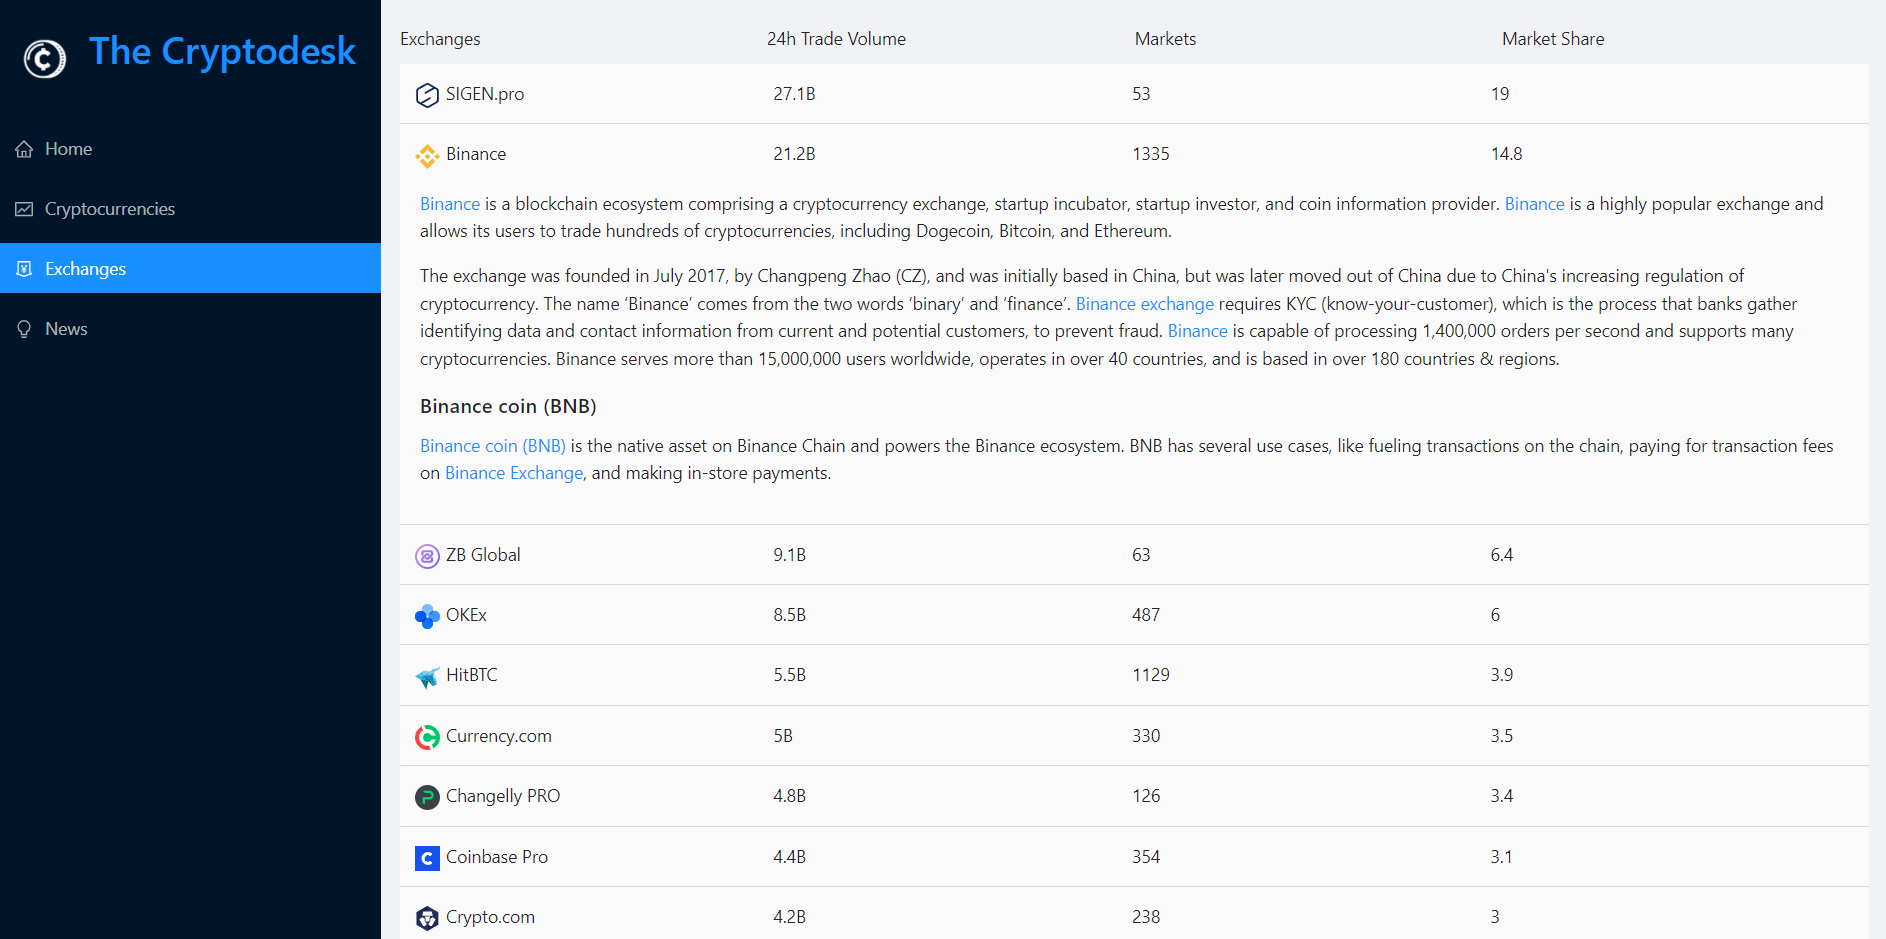 The Cryptodesk
Home
Cryptocurrencies
Exchanges
News
Exchanges 24h Trade Volume Markets Market Share
SIGEN.pro 27.1B 53 19
Binance 21.2B 1335 14.8
Binance is a blockchain ecosystem comprising a cryptocurrency exchange, startup incubator, startup investor, and coin information provider. Binance is a highly popular exchange and
allows its users to trade hundreds of cryptocurrencies, including Dogecoin, Bitcoin, and Ethereum.
The exchange was founded in July 2017, by Changpeng Zhao (CZ), and was initially based in China, but was later moved out of China due to China's increasing regulation of
cryptocurrency. The name ‘Binance’ comes from the two words ‘binary’ and ‘finance’. Binance exchange requires KYC (know-your-customer), which is the process that banks gather
identifying data and contact information from current and potential customers, to prevent fraud. Binance is capable of processing 1,400,000 orders per second and supports many
cryptocurrencies. Binance serves more than 15,000,000 users worldwide, operates in over 40 countries, and is based in over 180 countries & regions.
Binance coin (BNB)
Binance coin (BNB) is the native asset on Binance Chain and powers the Binance ecosystem. BNB has several use cases, like fueling transactions on the chain, paying for transaction fees
on Binance Exchange, and making in-store payments.
ZB Global 9.1B 63 6.4
OKEx 8.5B 487 6
HitBTC 5.5B 1129 3.9
Currency.com 5B 330 3.5
Changelly PRO 4.8B 126 3.4
Coinbase Pro 4.4B 354 3.1
Crypto.com 4.2B 238 3